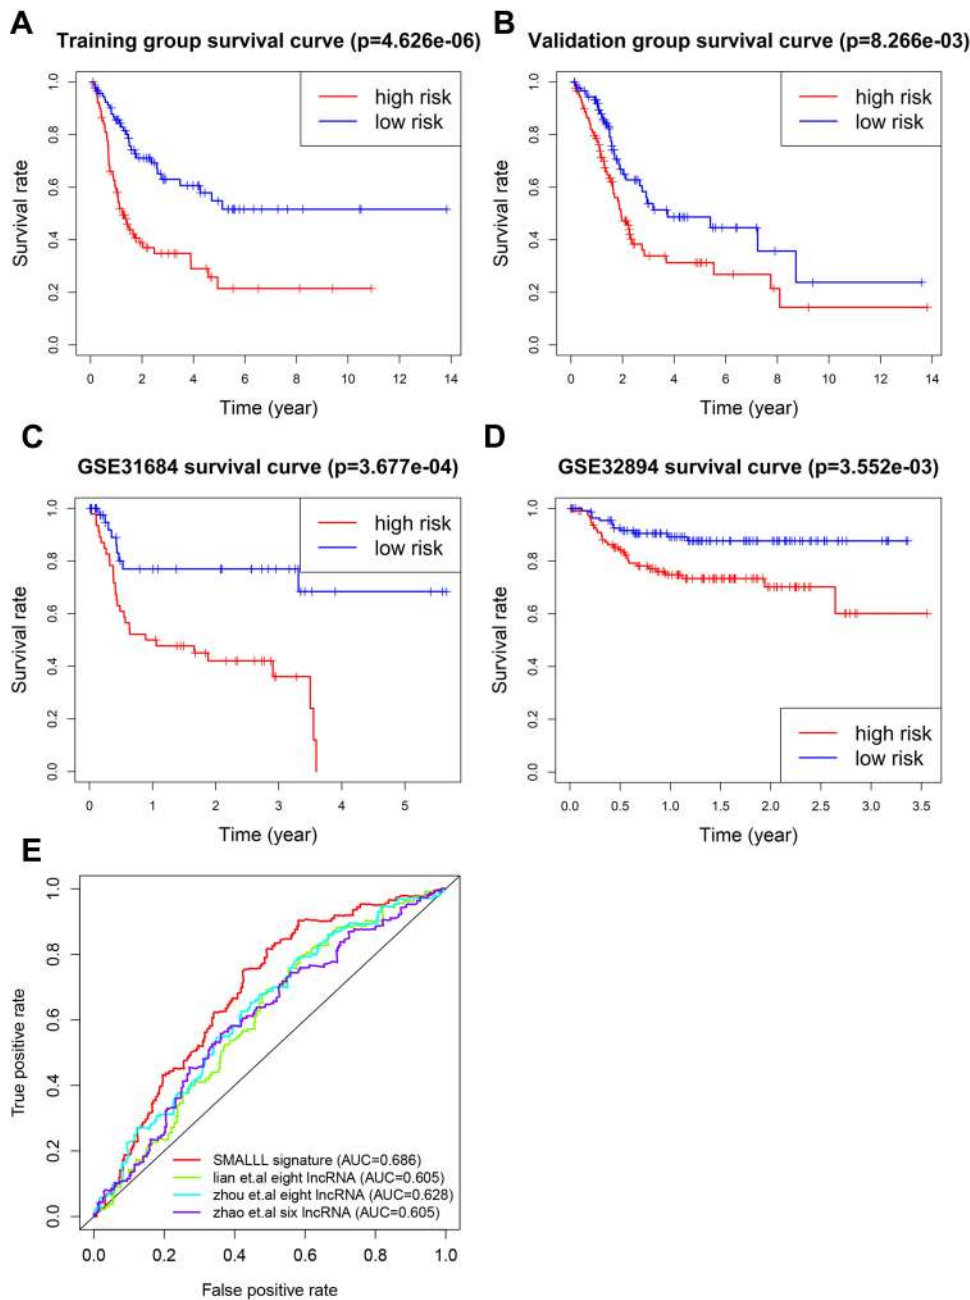 A
Training group survival curve (p=4.626e-06)
high risk
low risk
Survival rate
0.0 0.2 0.4 0.6 0.8 1.0
0 2 4 6 8 10 12 14
Time (year)
B
Validation group survival curve (p=8.266e-03)
high risk
low risk
Survival rate
0.0 0.2 0.4 0.6 0.8 1.0
0 2 4 6 8 10 12 14
Time (year)
C
GSE31684 survival curve (p=3.677e-04)
high risk
low risk
Survival rate
0.0 0.2 0.4 0.6 0.8 1.0
0 1 2 3 4 5
Time (year)
D
GSE32894 survival curve (p=3.552e-03)
high risk
low risk
Survival rate
0.0 0.2 0.4 0.6 0.8 1.0
0.0 0.5 1.0 1.5 2.0 2.5 3.0 3.5
Time (year)
E
True positive rate
0.0 0.2 0.4 0.6 0.8 1.0
SMALLL signature (AUC=0.686)
lian et.al eight lncRNA (AUC=0.605)
zhou et.al eight lncRNA (AUC=0.628)
zhao et.al six lncRNA (AUC=0.605)
0.0 0.2 0.4 0.6 0.8 1.0
False positive rate